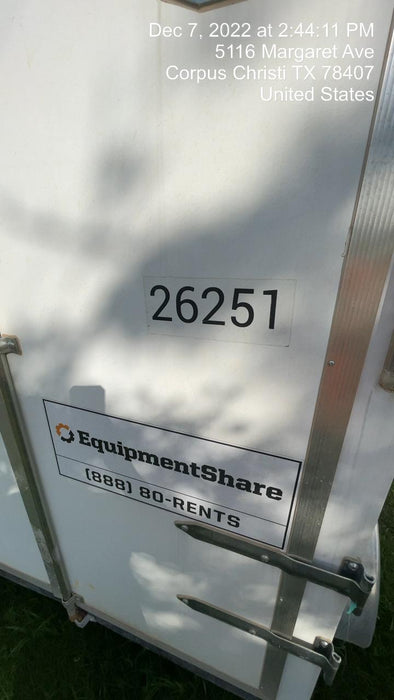 Dec 7, 2022 at 2:44:11 PM
5116 Margaret Ave
Corpus Christi TX 78407
United States
26251
EquipmentShare
(888) 80-RENTS